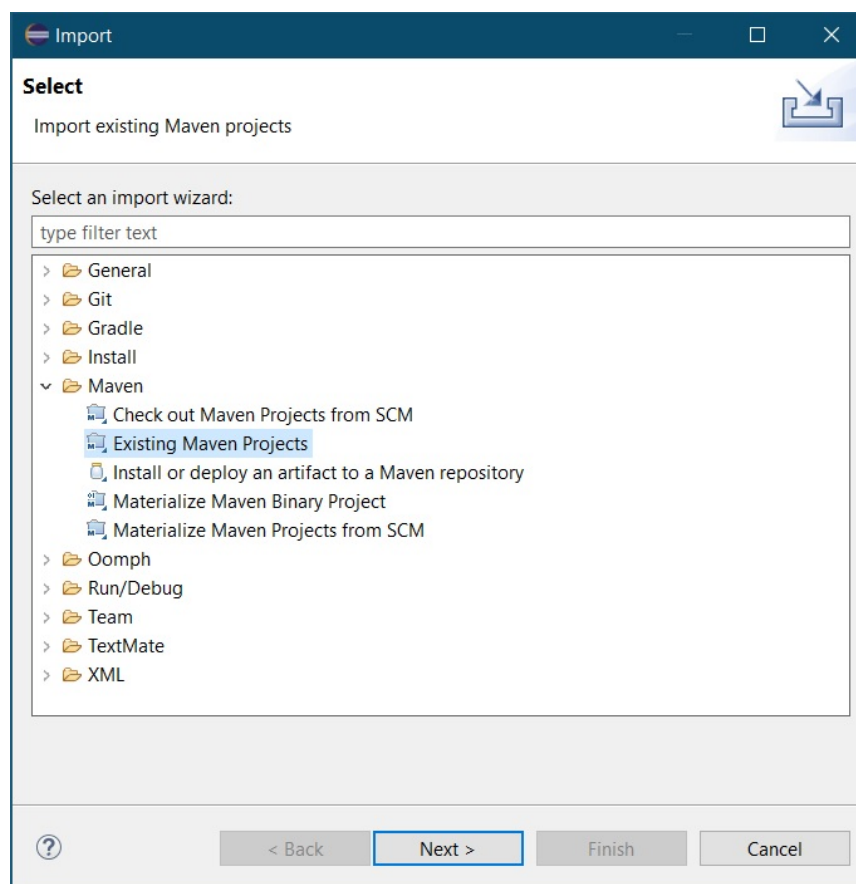 Import
Select
Import existing Maven projects
Select an import wizard:
type filter text
General
Git
Gradle
Install
Maven
Check out Maven Projects from SCM
Existing Maven Projects
Install or deploy an artifact to a Maven repository
Materialize Maven Binary Project
Materialize Maven Projects from SCM
Oomph
Run/Debug
Team
TextMate
XML
< Back Next > Finish Cancel